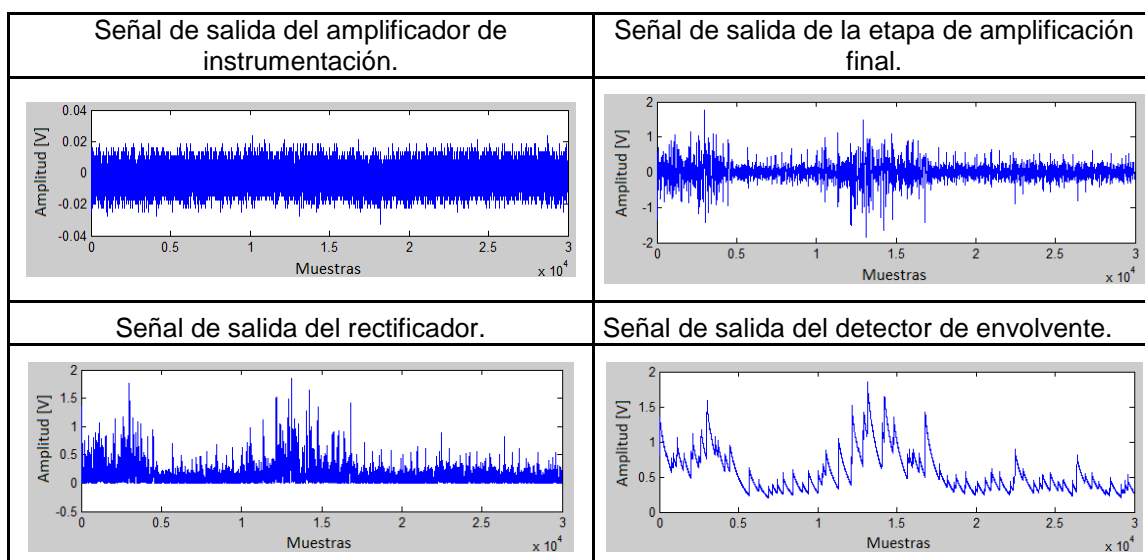 Señal de salida del amplificador de
instrumentación.
Señal de salida de la etapa de amplificación
final.
0.04
0.02
0
-0.02
-0.04
Amplitud [V]
0 0.5 1 1.5 2 2.5 3
Muestras
x 10^4
2
1
0
-1
-2
Amplitud [V]
0 0.5 1 1.5 2 2.5 3
Muestras
x 10^4
Señal de salida del rectificador.
Señal de salida del detector de envolvente.
2
1.5
1
0.5
0
-0.5
Amplitud [V]
0 0.5 1 1.5 2 2.5 3
Muestras
x 10^4
2
1.5
1
0.5
0
Amplitud [V]
0 0.5 1 1.5 2 2.5 3
Muestras
x 10^4